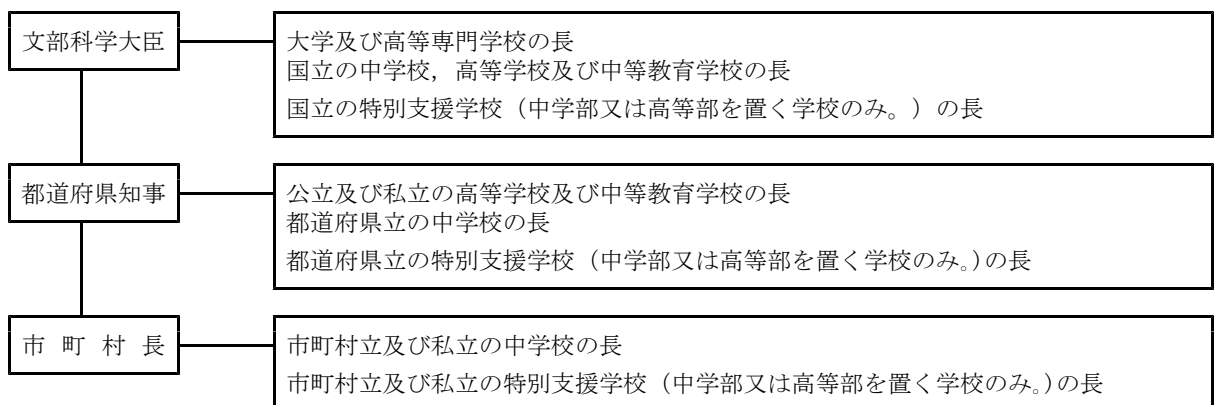 文部科学大臣
大学及び高等専門学校の長
国立の中学校，高等学校及び中等教育学校の長
国立の特別支援学校（中学部又は高等部を置く学校のみ。）の長
都道府県知事
公立及び私立の高等学校及び中等教育学校の長
都道府県立の中学校の長
都道府県立の特別支援学校（中学部又は高等部を置く学校のみ。）の長
市町村長
市町村立及び私立の中学校の長
市町村立及び私立の特別支援学校（中学部又は高等部を置く学校のみ。）の長